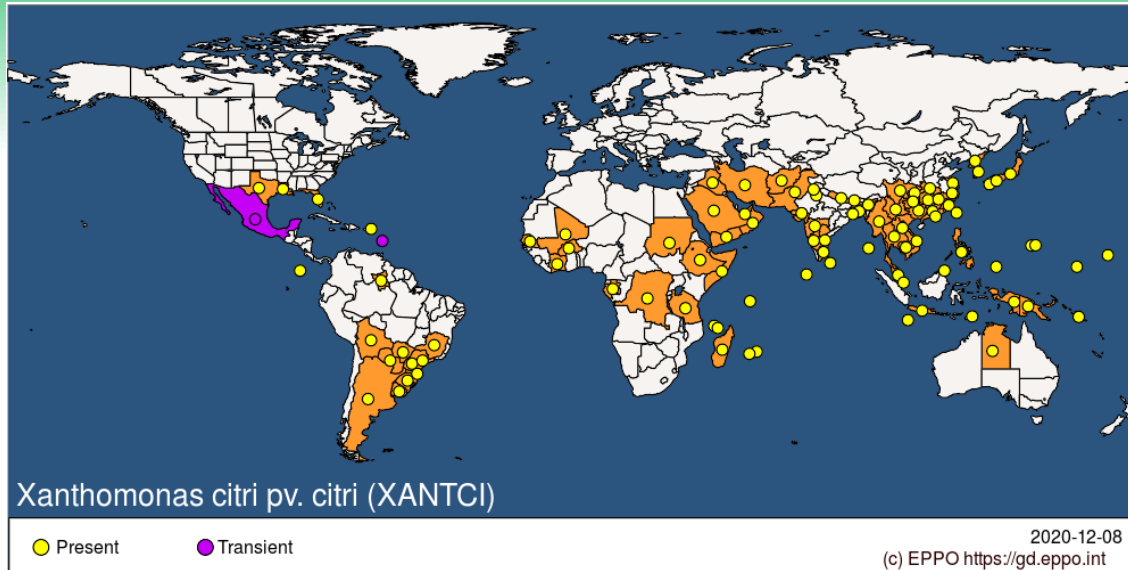 Xanthomonas citri pv. citri (XANTCI)
Present
Transient
2020-12-08
(c) EPPO https://gd.eppo.int